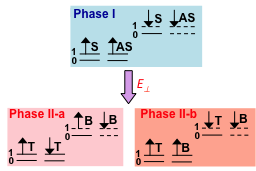 Phase I
S AS
1
0
S AS
1
0
E⊥
Phase II-a
B B
1
0
T T
1
0
Phase II-b
T B
1
0
T B
1
0